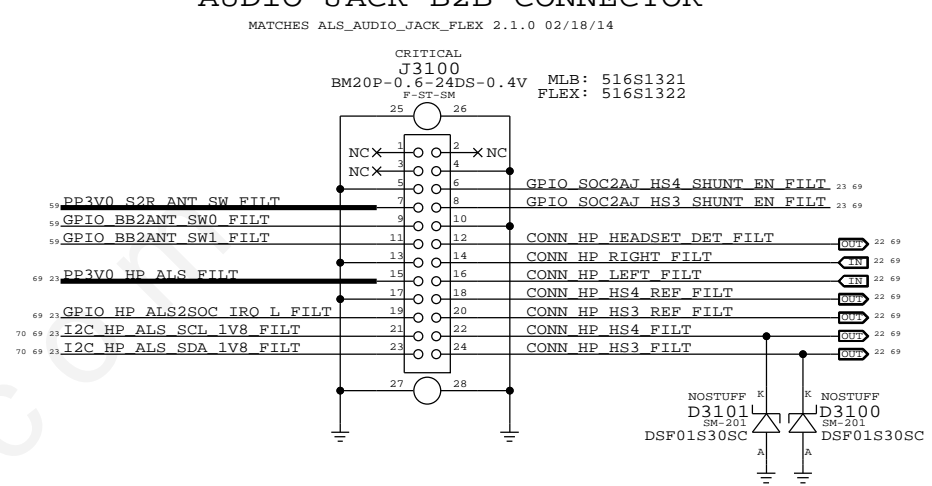 AUDIO JACK B2B CONNECTOR
MATCHES ALS_AUDIO_JACK_FLEX 2.1.0 02/18/14
CRITICAL
J3100
BM20P-0.6-24DS-0.4V
F-ST-SM
MLB: 516S1321
FLEX: 516S1322
25 26
NC 1 2 NC
NC 3 4
5 6 GPIO_SOC2AJ_HS4_SHUNT_EN_FILT 23 69
59 PP3V0_S2R_ANT_SW_FILT 7 8 GPIO_SOC2AJ_HS3_SHUNT_EN_FILT 23 69
59 GPIO_BB2ANT_SW0_FILT 9 10
59 GPIO_BB2ANT_SW1_FILT 11 12 CONN_HP_HEADSET_DET_FILT OUT 22 69
13 14 CONN_HP_RIGHT_FILT IN 22 69
69 23 PP3V0_HP_ALS_FILT 15 16 CONN_HP_LEFT_FILT IN 22 69
17 18 CONN_HP_HS4_REF_FILT OUT 22 69
69 23 GPIO_HP_ALS2SOC_IRQ_L_FILT 19 20 CONN_HP_HS3_REF_FILT OUT 22 69
70 69 23 I2C_HP_ALS_SCL_1V8_FILT 21 22 CONN_HP_HS4_FILT OUT 22 69
70 69 23 I2C_HP_ALS_SDA_1V8_FILT 23 24 CONN_HP_HS3_FILT OUT 22 69
27 28
NOSTUFF K K NOSTUFF
D3101 D3100
SM-201 SM-201
DSF01S30SC DSF01S30SC
A A
com